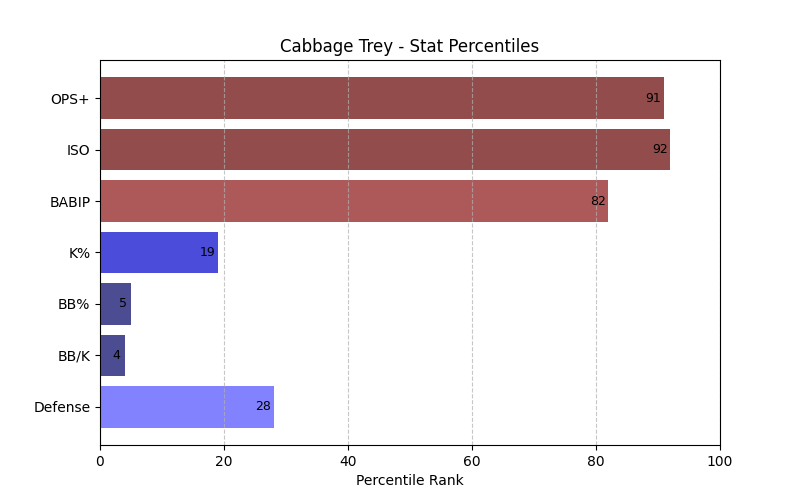 Cabbage Trey - Stat Percentiles
OPS+ 91
ISO 92
BABIP 82
K% 19
BB% 5
BB/K 4
Defense 28
0 20 40 60 80 100
Percentile Rank